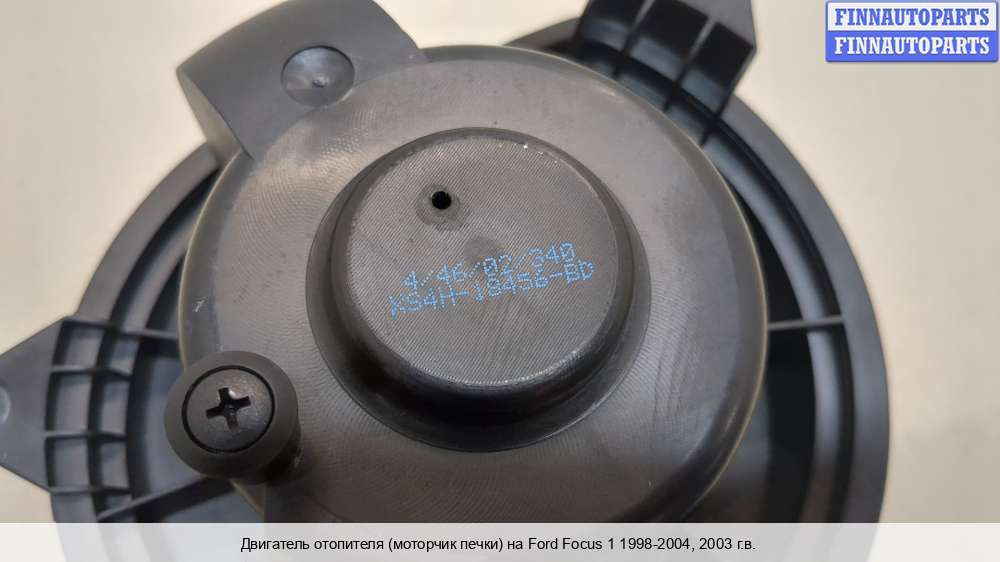 FINNAUTOPARTS
FINNAUTOPARTS
4/46/02/340
XS4H-18456-BD
Двигатель отопителя (моторчик печки) на Ford Focus 1 1998-2004, 2003 г.в.